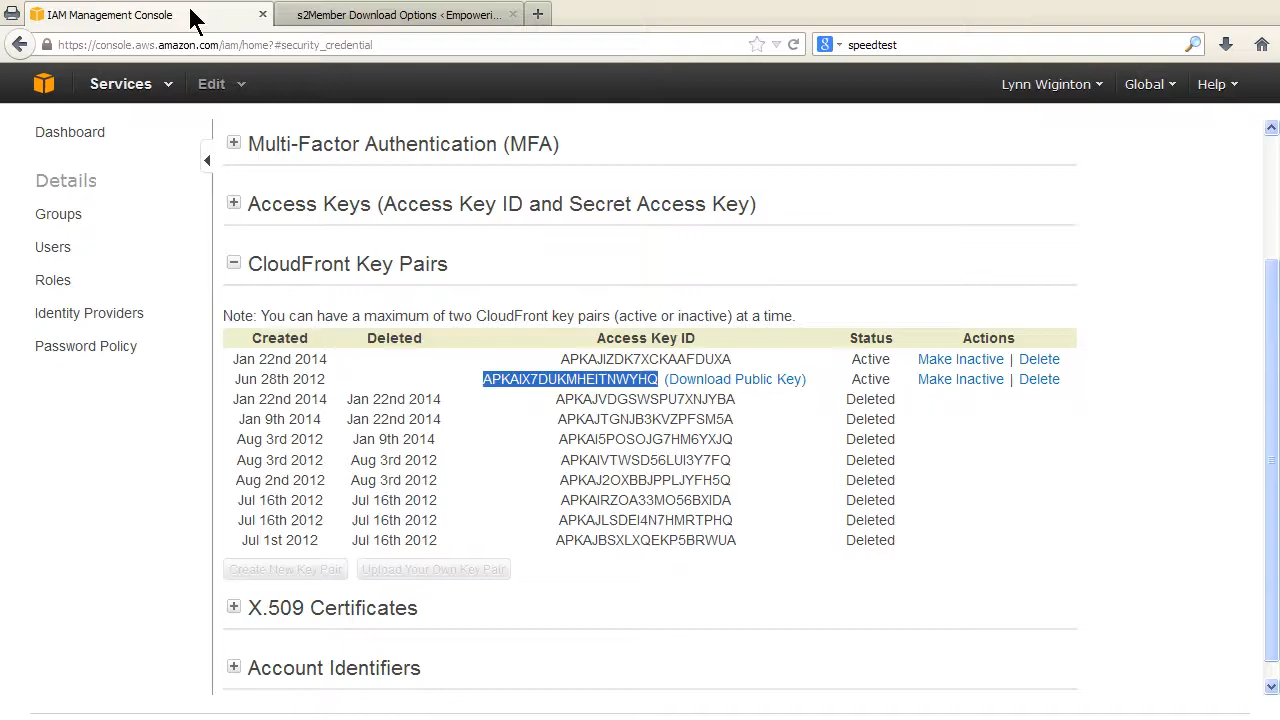 IAM Management Console
s2Member Download Options ‹Empoweri...
https://console.aws.amazon.com/iam/home?#security_credential
speedtest
Services Edit Lynn Wiginton Global Help
Dashboard
Details
Groups
Users
Roles
Identity Providers
Password Policy
Multi-Factor Authentication (MFA)
Access Keys (Access Key ID and Secret Access Key)
CloudFront Key Pairs
Note: You can have a maximum of two CloudFront key pairs (active or inactive) at a time.
Created Deleted Access Key ID Status Actions
Jan 22nd 2014 APKAJIZDK7XCKAAFDUXA Active Make Inactive | Delete
Jun 28th 2012 APKAIX7DUKMHEITNWYHQ (Download Public Key) Active Make Inactive | Delete
Jan 22nd 2014 Jan 22nd 2014 APKAJVDGSWSPU7XNJYBA Deleted
Jan 9th 2014 Jan 22nd 2014 APKAJTGNJB3KVZPFSM5A Deleted
Aug 3rd 2012 Jan 9th 2014 APKAI5POSOJG7HM6YXJQ Deleted
Aug 3rd 2012 Aug 3rd 2012 APKAIVTWSD56LUI3Y7FQ Deleted
Aug 2nd 2012 Aug 3rd 2012 APKAJ2OXBBJPPLJYFH5Q Deleted
Jul 16th 2012 Jul 16th 2012 APKAIRZOA33MO56BXIDA Deleted
Jul 16th 2012 Jul 16th 2012 APKAJLSDEI4N7HMRTPHQ Deleted
Jul 1st 2012 Jul 16th 2012 APKAJBSXLXQEKP5BRWUA Deleted
Create New Key Pair Upload Your Own Key Pair
X.509 Certificates
Account Identifiers